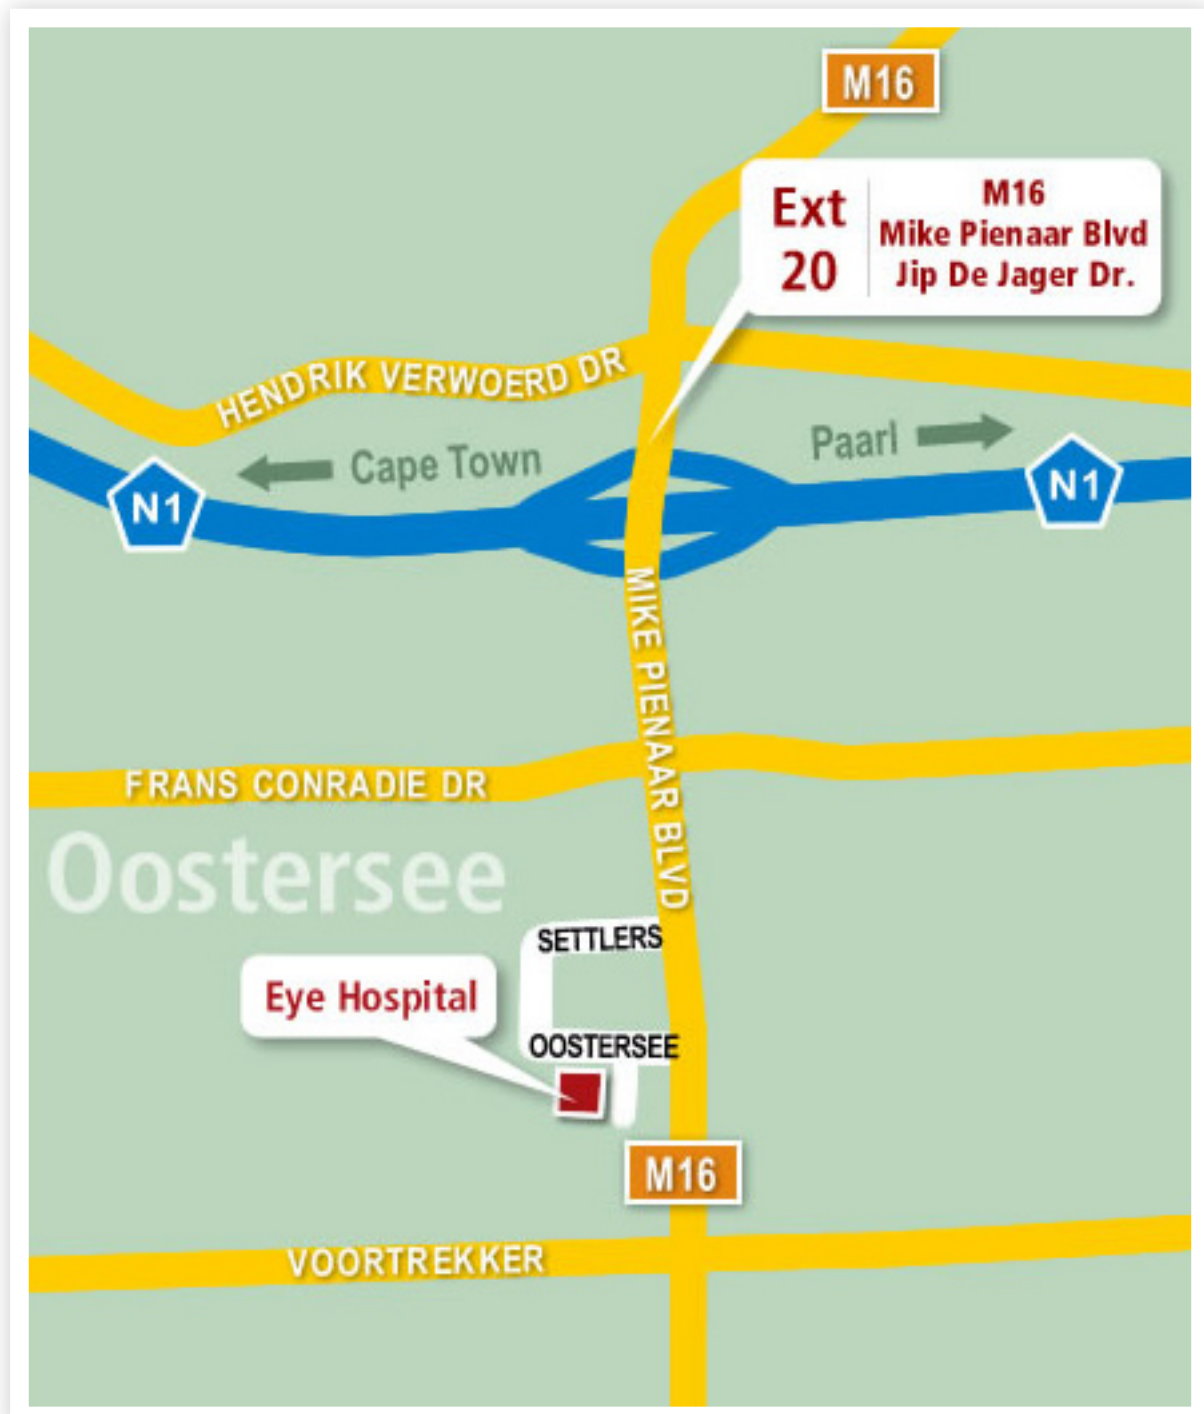 M16
Ext
20
M16
Mike Pienaar Blvd
Jip De Jager Dr.
HENDRIK VERWOERD DR
Cape Town
Paarl
N1
N1
MIKE PIENAAR BLVD
FRANS CONRADIE DR
Oostersee
SETTLERS
Eye Hospital
OOSTERSEE
M16
VOORTREKKER